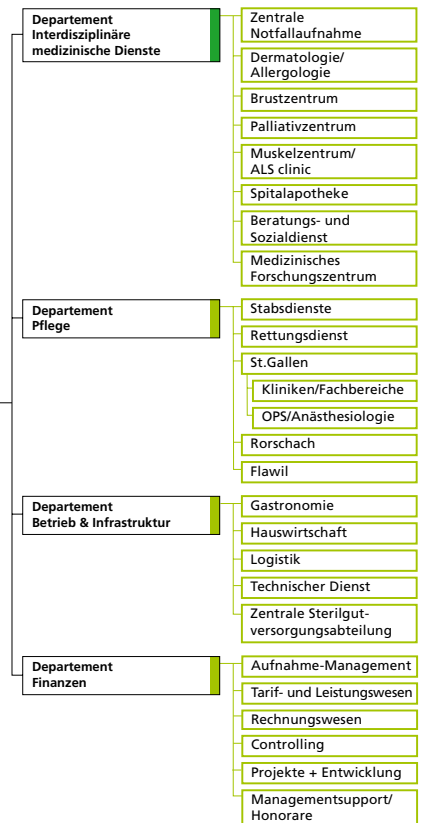 Departement
Interdisziplinäre
medizinische Dienste
Zentrale
Notfallaufnahme
Dermatologie/
Allergologie
Brustzentrum
Palliativzentrum
Muskelzentrum/
ALS clinic
Spitalapotheke
Beratungs- und
Sozialdienst
Medizinisches
Forschungszentrum
Departement
Pflege
Stabsdienste
Rettungsdienst
St.Gallen
Kliniken/Fachbereiche
OPS/Anästhesiologie
Rorschach
Flawil
Departement
Betrieb & Infrastruktur
Gastronomie
Hauswirtschaft
Logistik
Technischer Dienst
Zentrale Sterilgut-
versorgungsabteilung
Departement
Finanzen
Aufnahme-Management
Tarif- und Leistungswesen
Rechnungswesen
Controlling
Projekte + Entwicklung
Managementsupport/
Honorare